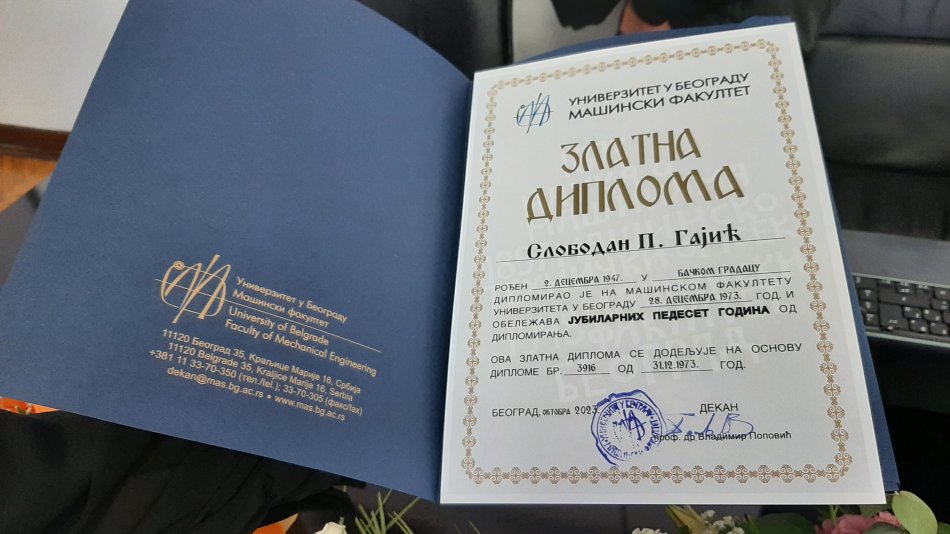 Универзитет у Београду
Машински факултет
University of Belgrade
Faculty of Mechanical Engineering
11120 Београд 35, Краљице Марије 16, Србија
11120 Belgrade 35, Kraljice Marije 16, Serbia
+381 11 33-70-350 (тел./tel.); 33-70-305 (факс/fax)
dekan@mas.bg.ac.rs • www.mas.bg.ac.rs
УНИВЕРЗИТЕТ У БЕОГРАДУ
МАШИНСКИ ФАКУЛТЕТ
ЗЛАТНА
ДИПЛОМА
Слободан П. Гајић
РОЂЕН 2. ДЕЦЕМБРА 1947. У БАЧКОМ ГРАДАЦУ
ДИПЛОМИРАО ЈЕ НА МАШИНСКОМ ФАКУЛТЕТУ
УНИВЕРЗИТЕТА У БЕОГРАДУ 28. ДЕЦЕМБРА 1973. ГОД. И
ОБЕЛЕЖАВА ЈУБИЛАРНИХ ПЕДЕСЕТ ГОДИНА ОД
ДИПЛОМИРАЊА.
ОВА ЗЛАТНА ДИПЛОМА СЕ ДОДЕЉУЈЕ НА ОСНОВУ
ДИПЛОМЕ БР. 3916 ОД 31.12.1973. ГОД.
БЕОГРАД, ОКТОБРА 2023. ДЕКАН
Проф. др Владимир Поповић